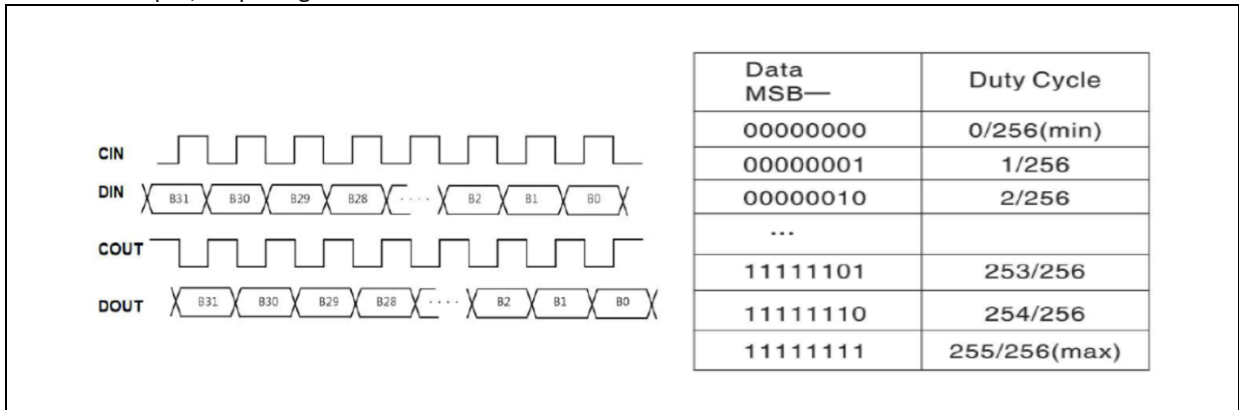 CIN
DIN B31 B30 B29 B28 .... B2 B1 B0
COUT
DOUT B31 B30 B29 B28 .... B2 B1 B0
Data MSB— Duty Cycle
00000000 0/256(min)
00000001 1/256
00000010 2/256
...
11111101 253/256
11111110 254/256
11111111 255/256(max)